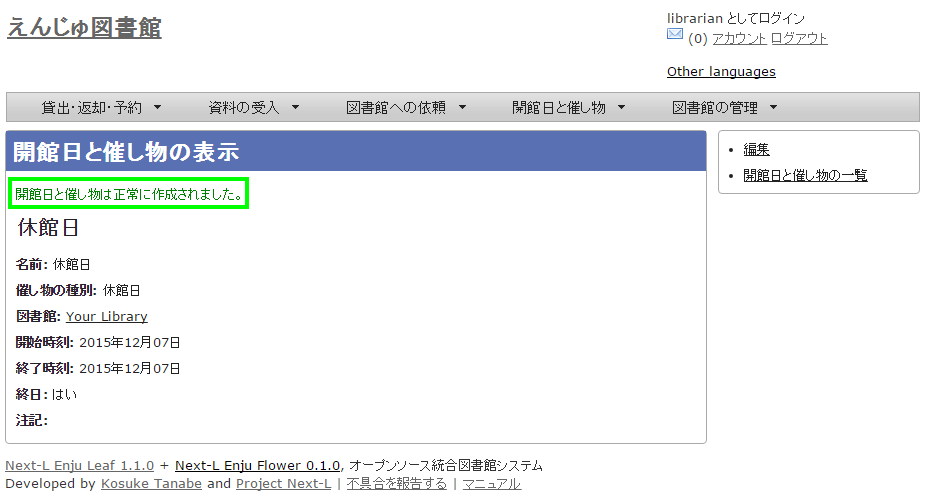 えんじゅ図書館
librarian としてログイン
(0) アカウント ログアウト
Other languages
貸出・返却・予約 資料の受入 図書館への依頼 開館日と催し物 図書館の管理
開館日と催し物の表示
編集
開館日と催し物の一覧
開館日と催し物は正常に作成されました。
休館日
名前: 休館日
催し物の種別: 休館日
図書館: Your Library
開始時刻: 2015年12月07日
終了時刻: 2015年12月07日
終日: はい
注記:
Next-L Enju Leaf 1.1.0 + Next-L Enju Flower 0.1.0, オープンソース統合図書館システム
Developed by Kosuke Tanabe and Project Next-L | 不具合を報告する | マニュアル